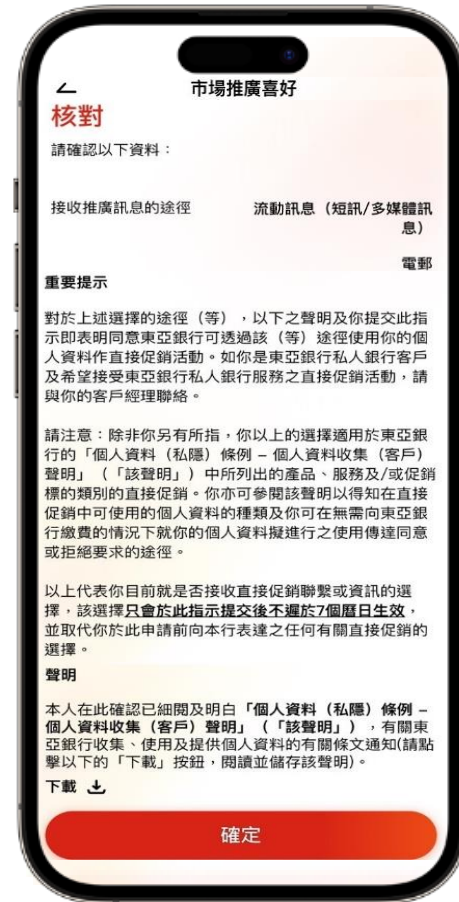 市場推廣喜好
核對
請確認以下資料：
接收推廣訊息的途徑 流動訊息（短訊/多媒體訊
息）
電郵
重要提示
對於上述選擇的途徑（等），以下之聲明及你提交此指
示即表明同意東亞銀行可透過該（等）途徑使用你的個
人資料作直接促銷活動。如你是東亞銀行私人銀行客戶
及希望接受東亞銀行私人銀行服務之直接促銷活動，請
與你的客戶經理聯絡。
請注意：除非你另有所指，你以上的選擇適用於東亞銀
行的「個人資料（私隱）條例 – 個人資料收集（客戶）
聲明」（「該聲明」）中所列出的產品、服務及/或促銷
標的類別的直接促銷。你亦可參閱該聲明以得知在直接
促銷中可使用的個人資料的種類及你可在無需向東亞銀
行繳費的情況下就你的個人資料擬進行之使用傳達同意
或拒絕要求的途徑。
以上代表你目前就是否接收直接促銷聯繫或資訊的選
擇，該選擇只會於此指示提交後不遲於7個曆日生效，
並取代你於此申請前向本行表達之任何有關直接促銷的
選擇。
聲明
本人在此確認已細閱及明白「個人資料（私隱）條例 –
個人資料收集（客戶）聲明」（「該聲明」），有關東
亞銀行收集、使用及提供個人資料的有關條文通知(請點
擊以下的「下載」按鈕，閱讀並儲存該聲明)。
下載
確定